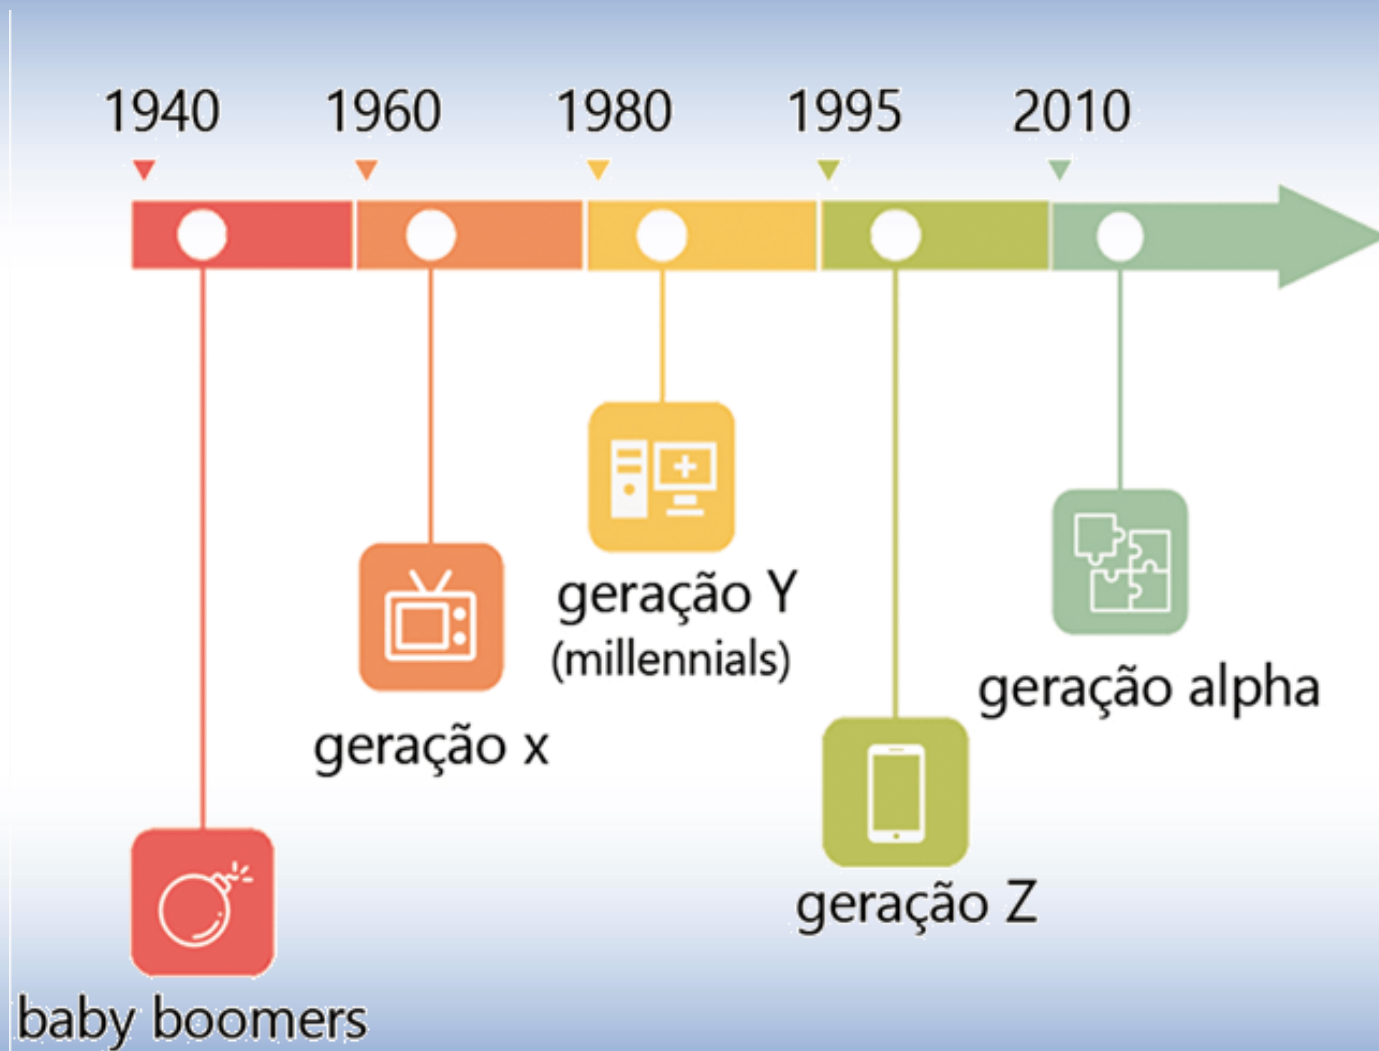 1940 1960 1980 1995 2010
geração Y
(millennials)
geração alpha
geração x
geração Z
baby boomers